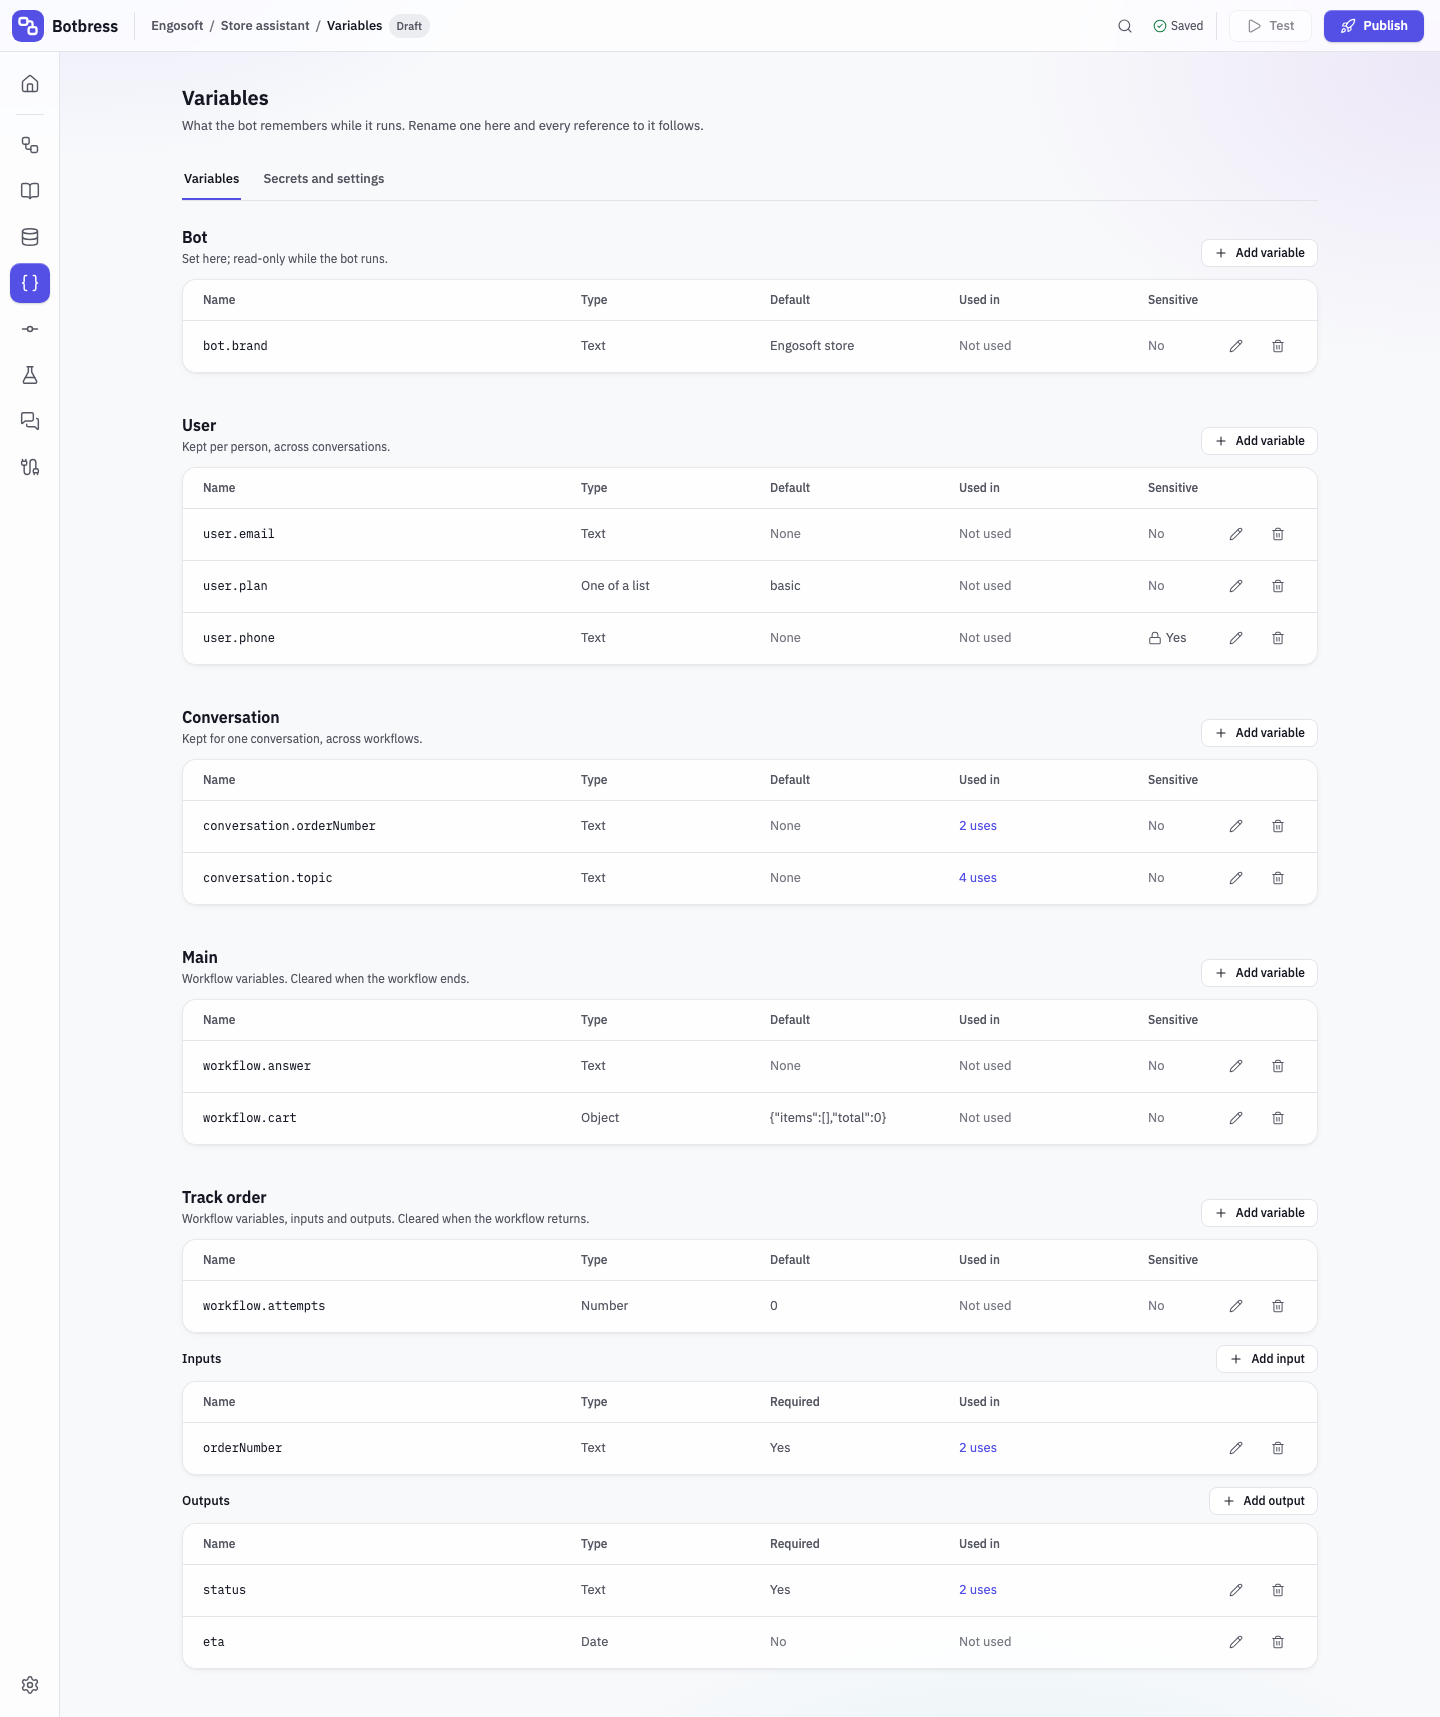 Botbress
Engosoft / Store assistant / Variables Draft
Saved
Test
Publish
Variables
What the bot remembers while it runs. Rename one here and every reference to it follows.
Variables Secrets and settings
Bot
Set here; read-only while the bot runs.
Add variable
Name Type Default Used in Sensitive
bot.brand Text Engosoft store Not used No
User
Kept per person, across conversations.
Add variable
Name Type Default Used in Sensitive
user.email Text None Not used No
user.plan One of a list basic Not used No
user.phone Text None Not used Yes
Conversation
Kept for one conversation, across workflows.
Add variable
Name Type Default Used in Sensitive
conversation.orderNumber Text None 2 uses No
conversation.topic Text None 4 uses No
Main
Workflow variables. Cleared when the workflow ends.
Add variable
Name Type Default Used in Sensitive
workflow.answer Text None Not used No
workflow.cart Object {"items":[],"total":0} Not used No
Track order
Workflow variables, inputs and outputs. Cleared when the workflow returns.
Add variable
Name Type Default Used in Sensitive
workflow.attempts Number 0 Not used No
Inputs
Add input
Name Type Required Used in
orderNumber Text Yes 2 uses
Outputs
Add output
Name Type Required Used in
status Text Yes 2 uses
eta Date No Not used